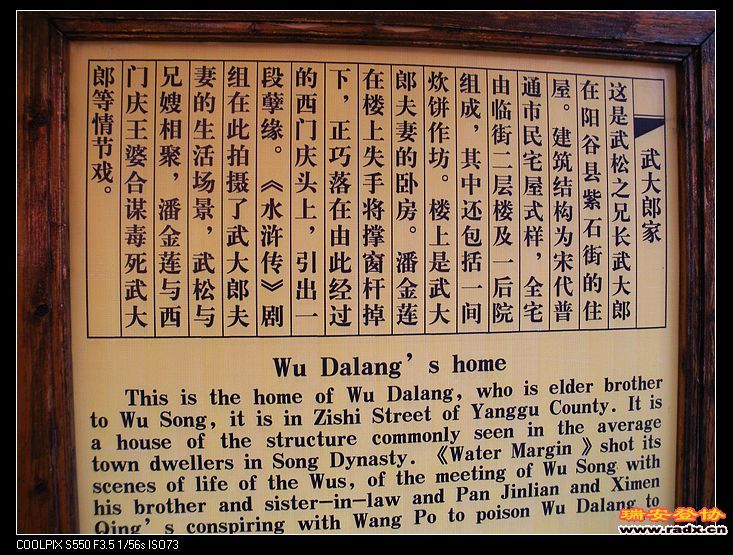 武大郎家
这是武松之兄长武大郎
在阳谷县紫石街的住
屋。建筑结构为宋代普
通市民宅屋式样，全宅
由临街二层楼及一后院
组成，其中还包括一间
炊饼作坊。楼上是武大
郎夫妻的卧房。潘金莲
在楼上失手将撑窗杆掉
下，正巧落在由此经过
的西门庆头上，引出一
段孽缘。《水浒传》剧
组在此拍摄了武大郎夫
妻的生活场景，武松与
兄嫂相聚，潘金莲与西
门庆王婆合谋毒死武大
郎等情节戏。
Wu Dalang's home
This is the home of Wu Dalang, who is elder brother
to Wu Song, it is in Zishi Street of Yanggu County. It is
a house of the structure commonly seen in the average
town dwellers in Song Dynasty. 《Water Margin 》shot its
scenes of life of the Wus, of the meeting of Wu Song with
his brother and sister-in-law and Pan Jinlian and Ximen
Qing's conspiring with Wang Po to poison Wu Dalang to
瑞安登协
www.radx.cn
COOLPIX S550 F3.5 1/56s ISO73